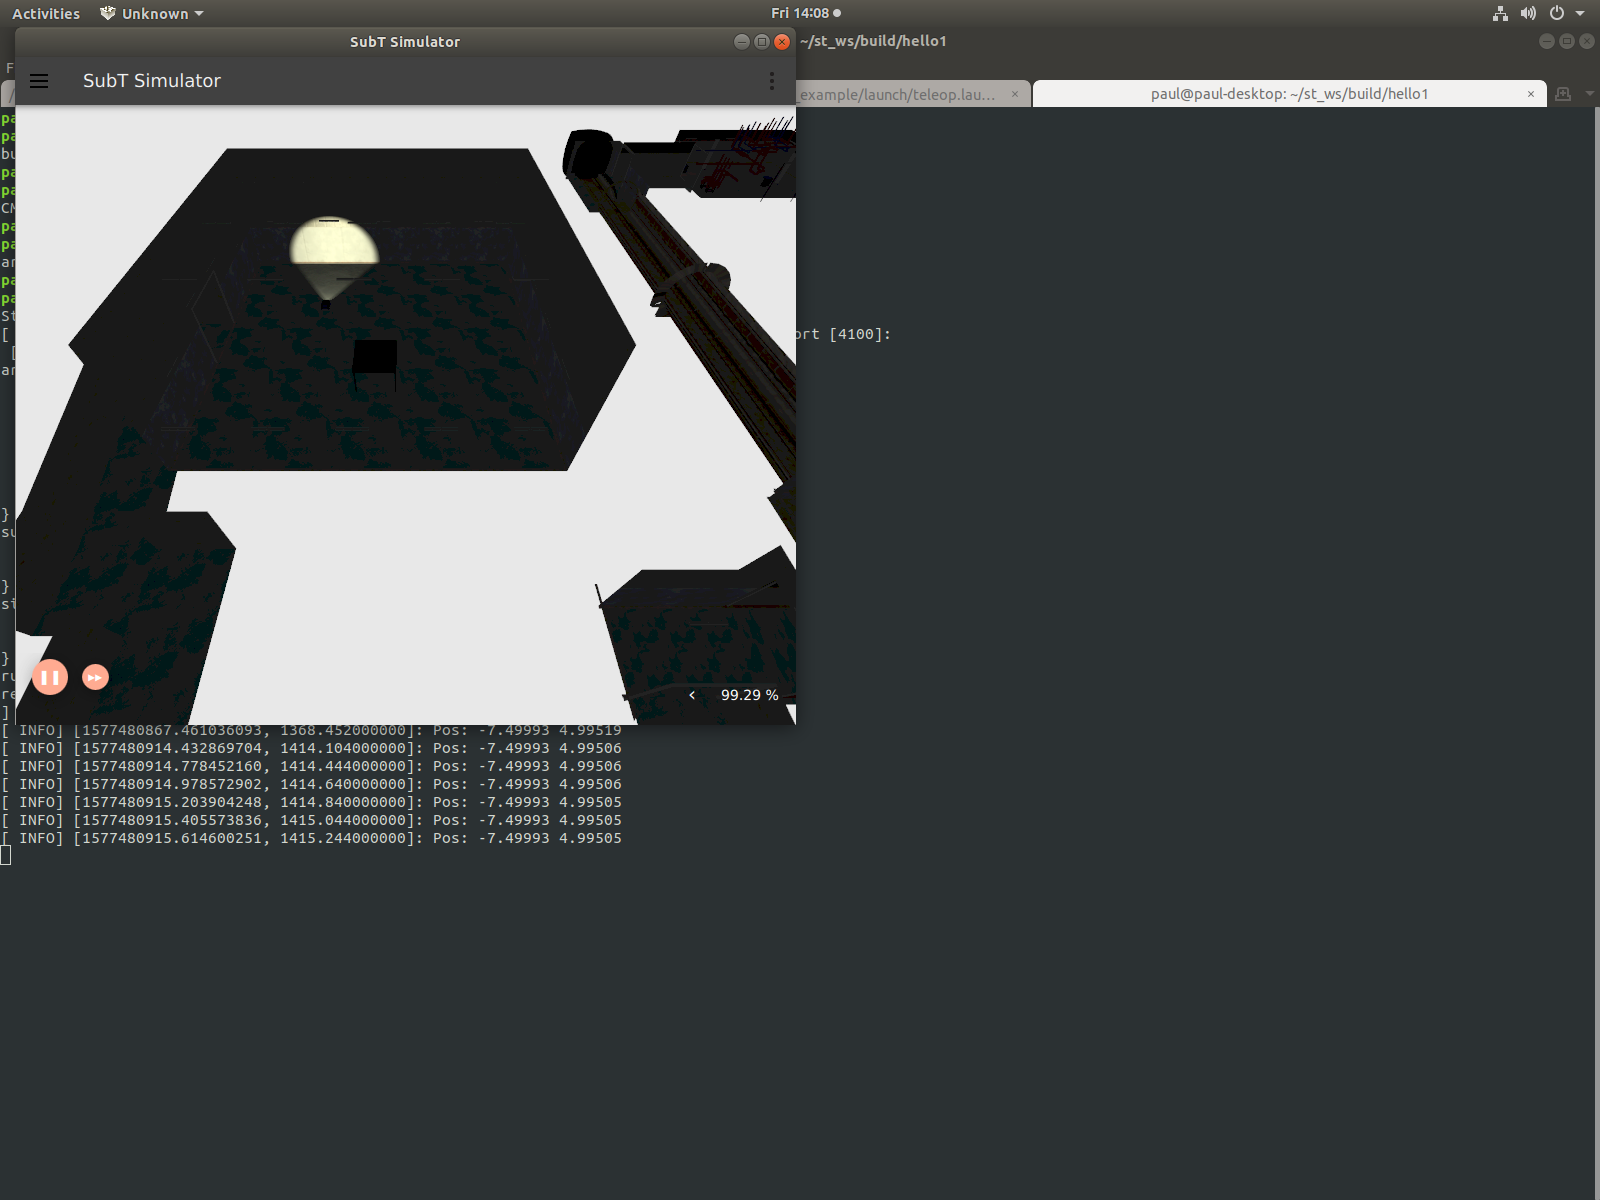 Activities Unknown Fri 14:08
SubT Simulator
~/st_ws/build/hello1
F
SubT Simulator
/
_example/launch/teleop.lau... ×
paul@paul-desktop: ~/st_ws/build/hello1 ×
pa
pa
bu
pa
pa
CM
pa
pa
ar
pa
pa
St
[ ort [4100]:
[
ar
}
su
}
st
}
ru
re
99.29 %
]
[ INFO] [1577480867.461036093, 1368.452000000]: Pos: -7.49993 4.99519
[ INFO] [1577480914.432869704, 1414.104000000]: Pos: -7.49993 4.99506
[ INFO] [1577480914.778452160, 1414.444000000]: Pos: -7.49993 4.99506
[ INFO] [1577480914.978572902, 1414.640000000]: Pos: -7.49993 4.99506
[ INFO] [1577480915.203904248, 1414.840000000]: Pos: -7.49993 4.99505
[ INFO] [1577480915.405573836, 1415.044000000]: Pos: -7.49993 4.99505
[ INFO] [1577480915.614600251, 1415.244000000]: Pos: -7.49993 4.99505